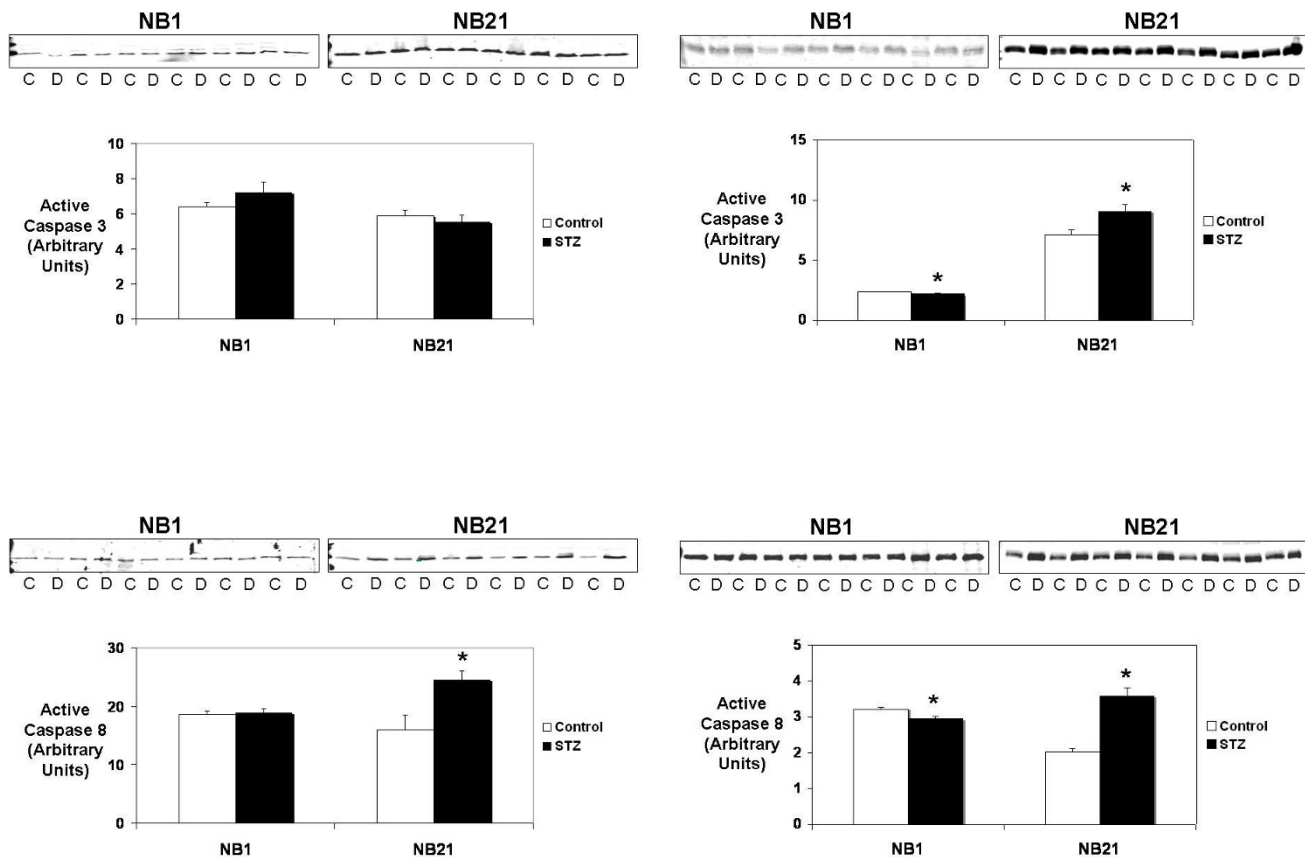 NB1 NB21
C D C D C D C D C D C D C D C D C D C D C D C D
10
8
6
4
2
0
Active
Caspase 3
(Arbitrary
Units)
Control
STZ
NB1 NB21
NB1 NB21
C D C D C D C D C D C D C D C D C D C D C D C C C D
15
10
5
0
Active
Caspase 3
(Arbitrary
Units)
*
*
Control
STZ
NB1 NB21
NB1 NB21
C D C D C D C D C D C D C D C D C D C D C D C D
30
20
10
0
Active
Caspase 8
(Arbitrary
Units)
*
Control
STZ
NB1 NB21
NB1 NB21
C D C D C D C D C D C D C D C D C D C D C D C D C D
5
4
3
2
1
0
Active
Caspase 8
(Arbitrary
Units)
*
*
Control
STZ
NB1 NB21